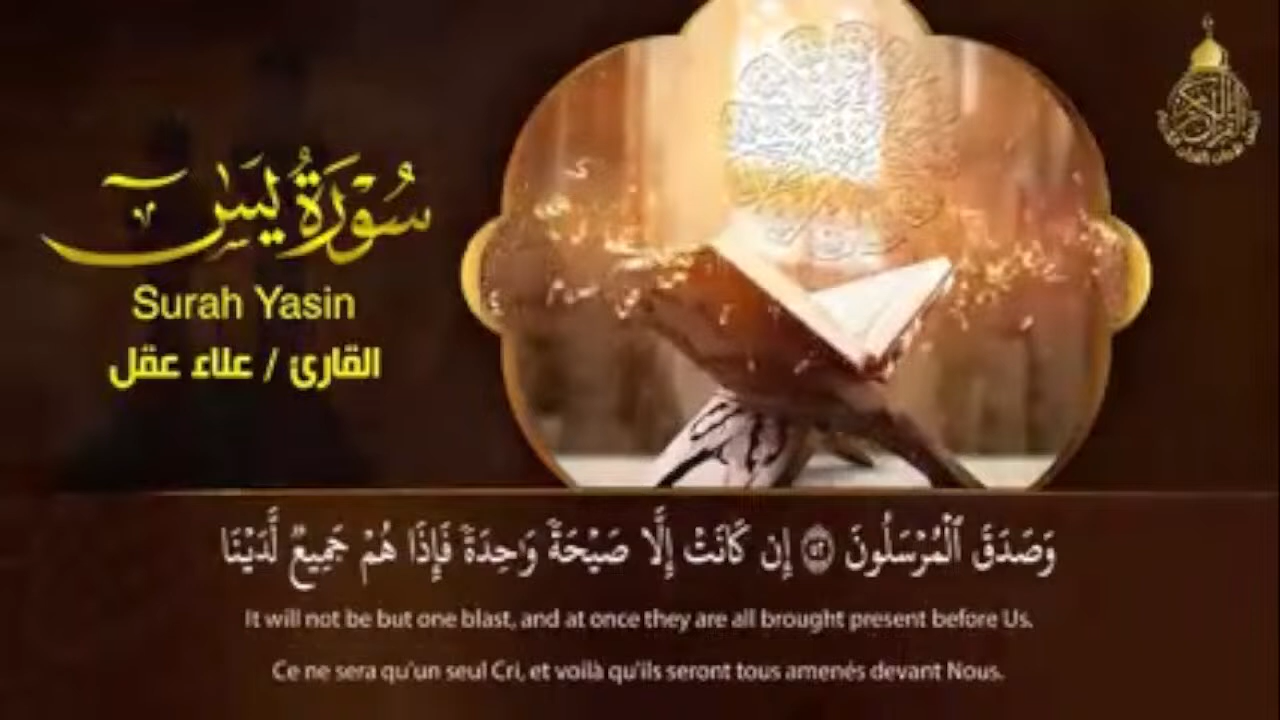 سُورَةُ يسٓ
Surah Yasin
القارئ / علاء عقل
وَصَدَقَ ٱلْمُرْسَلُونَ ۝٥٢ إِن كَانَتْ إِلَّا صَيْحَةً وَٰحِدَةً فَإِذَا هُمْ جَمِيعٌ لَّدَيْنَا
It will not be but one blast, and at once they are all brought present before Us.
Ce ne sera qu'un seul Cri, et voilà qu'ils seront tous amenés devant Nous.